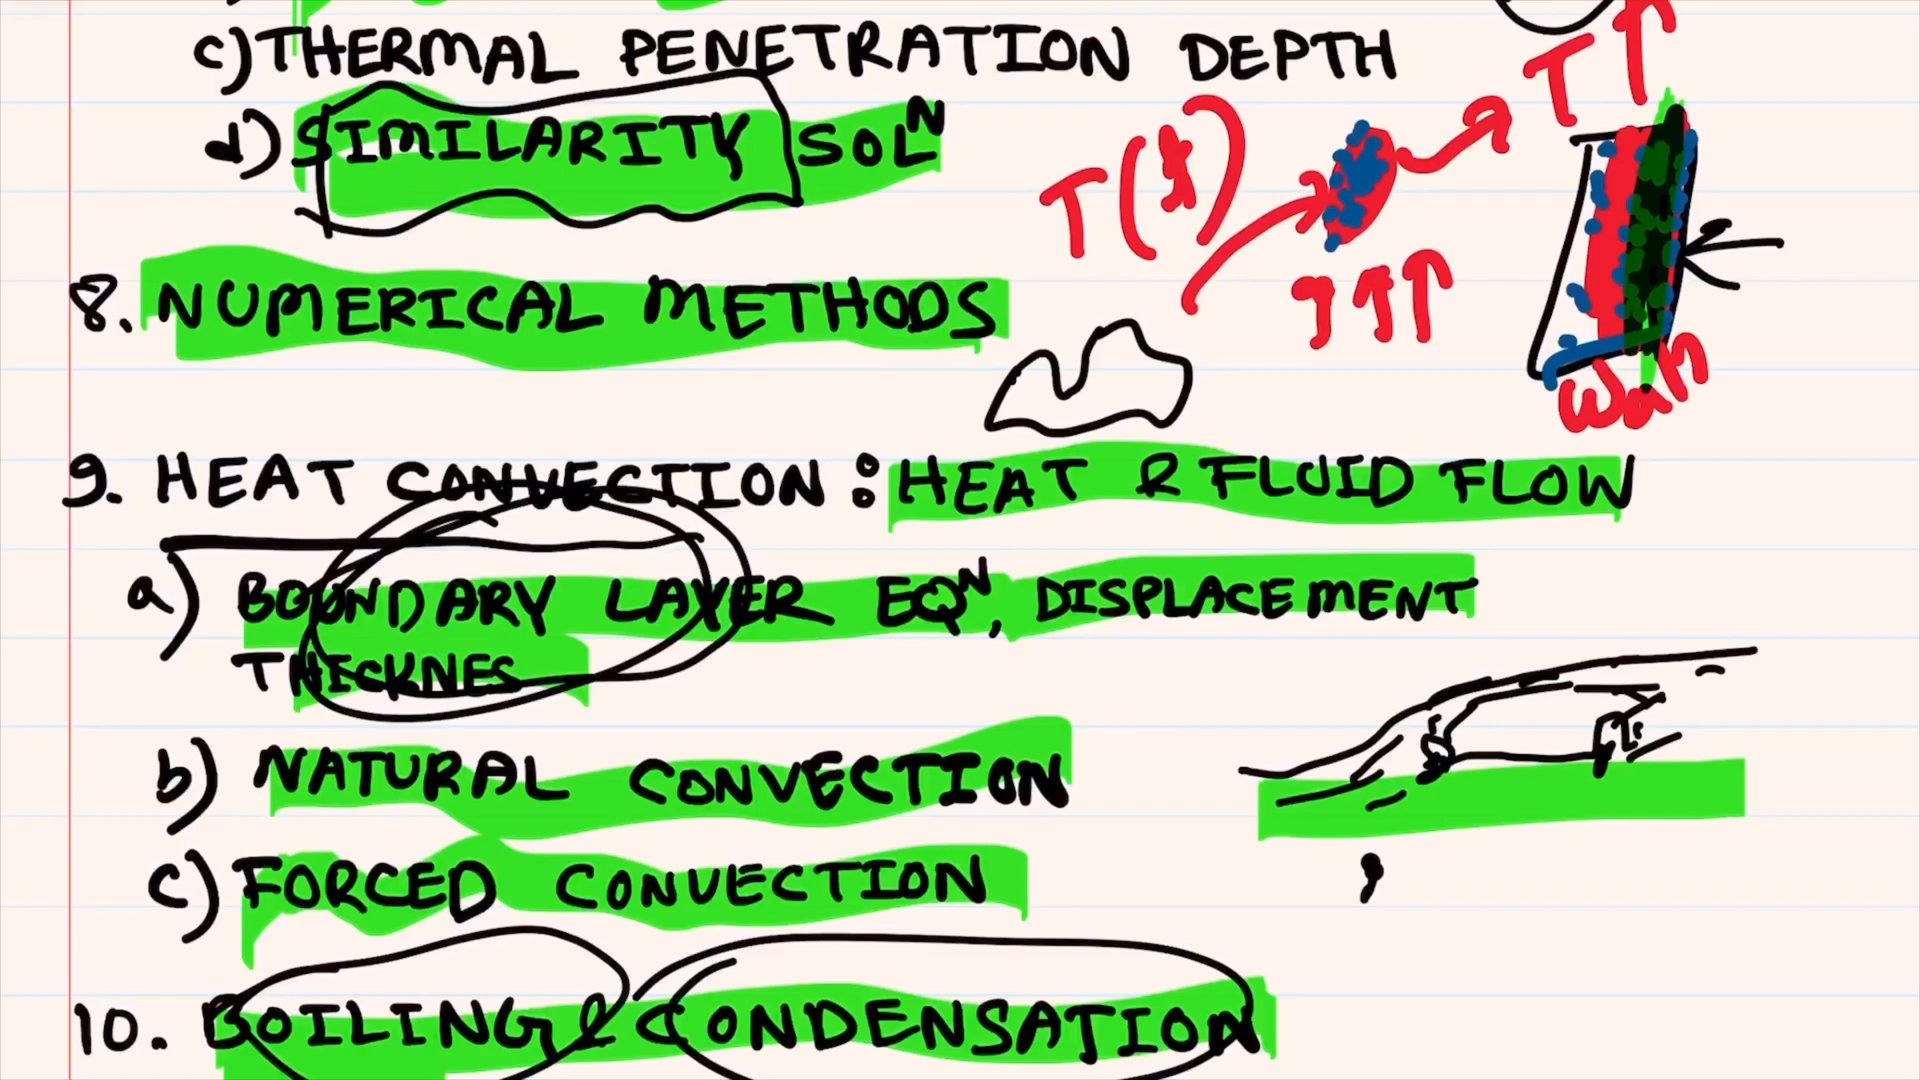 c) THERMAL PENETRATION DEPTH
d) SIMILARITY SOLN
T(t)
T↑
↑↑↑
Wall
8. NUMERICAL METHODS
9. HEAT CONVECTION : HEAT & FLUID FLOW
a) BOUNDARY LAYER EQN, DISPLACEMENT
THICKNES
b) NATURAL CONVECTION
c) FORCED CONVECTION
10. BOILING & CONDENSATION